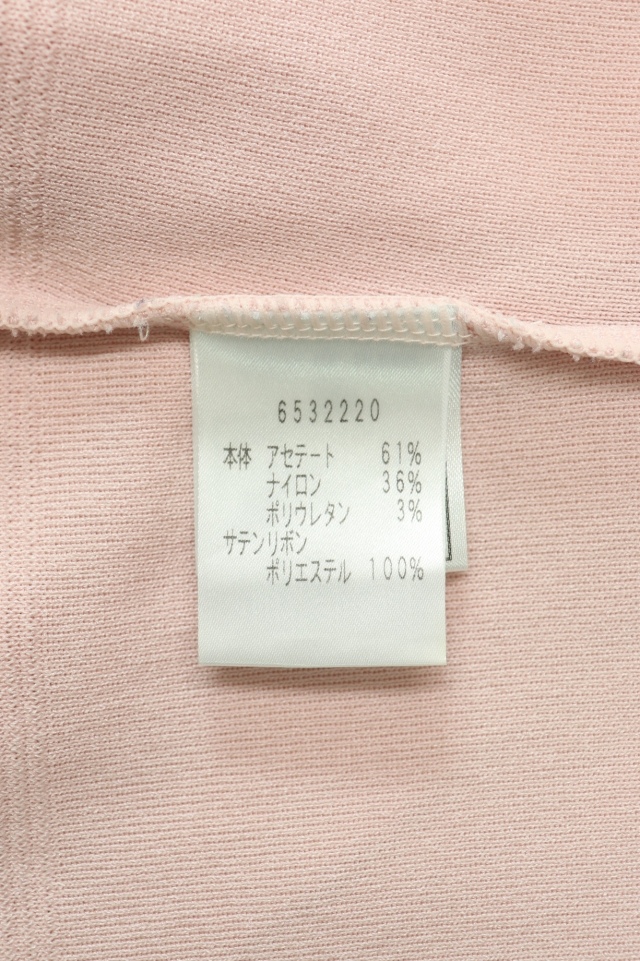 6532220
本体 アセテート 61%
ナイロン 36%
ポリウレタン 3%
サテンリボン
ポリエステル 100%